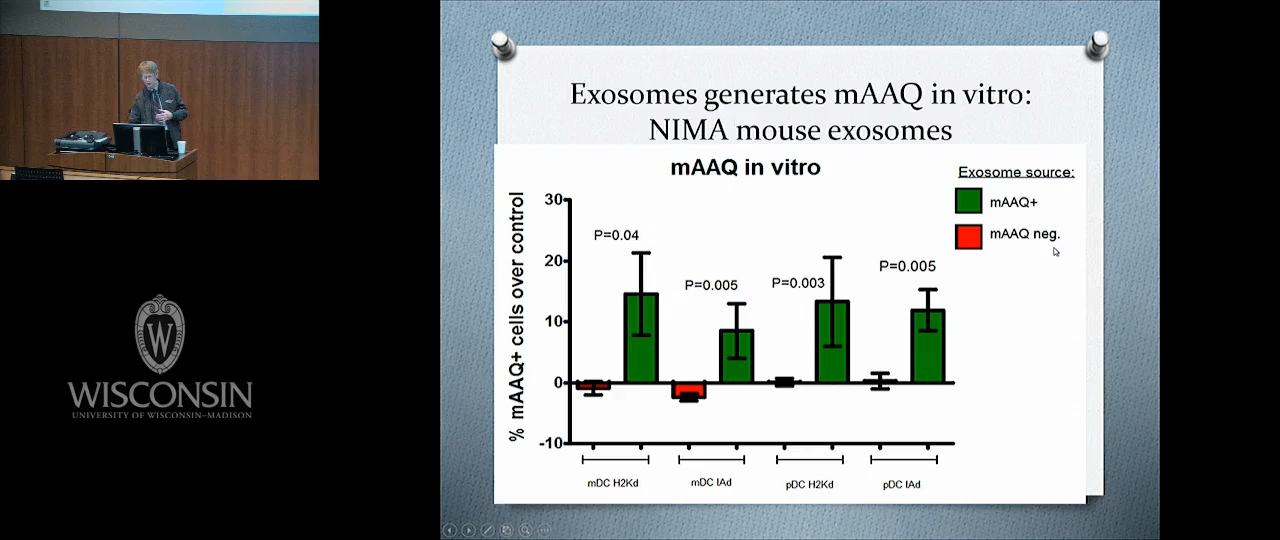 Exosomes generates mAAQ in vitro:
NIMA mouse exosomes
mAAQ in vitro
Exosome source:
mAAQ+
mAAQ neg.
% mAAQ+ cells over control
30
20
10
0
-10
P=0.04
P=0.005
P=0.003
P=0.005
mDC H2Kd
mDC IAd
pDC H2Kd
pDC IAd
W
WISCONSIN
UNIVERSITY OF WISCONSIN–MADISON